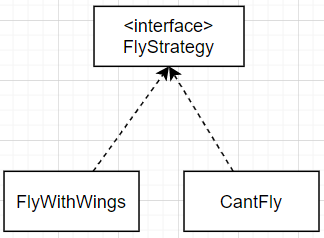 <interface>
FlyStrategy
FlyWithWings
CantFly